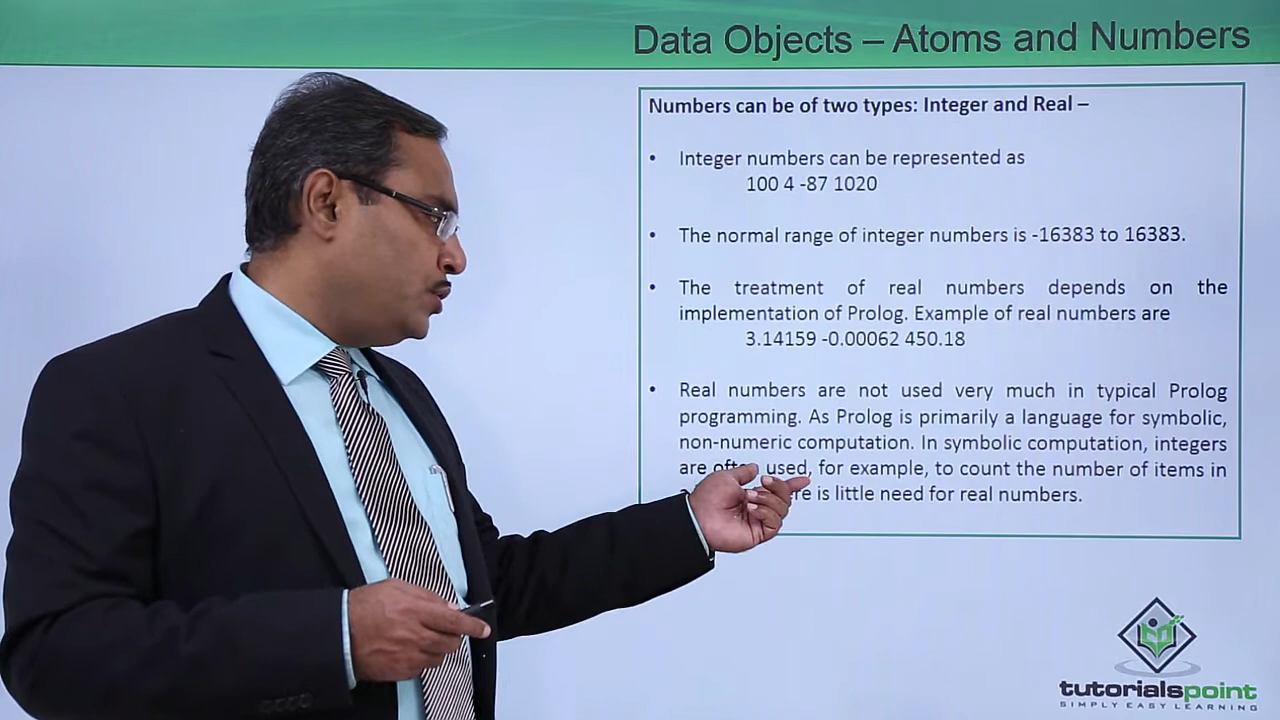 Data Objects – Atoms and Numbers
Numbers can be of two types: Integer and Real –
• Integer numbers can be represented as
100 4 -87 1020
• The normal range of integer numbers is -16383 to 16383.
• The treatment of real numbers depends on the
implementation of Prolog. Example of real numbers are
3.14159 -0.00062 450.18
• Real numbers are not used very much in typical Prolog
programming. As Prolog is primarily a language for symbolic,
non-numeric computation. In symbolic computation, integers
are often used, for example, to count the number of items in
is little need for real numbers.
tutorialspoint
SIMPLY EASY LEARNING